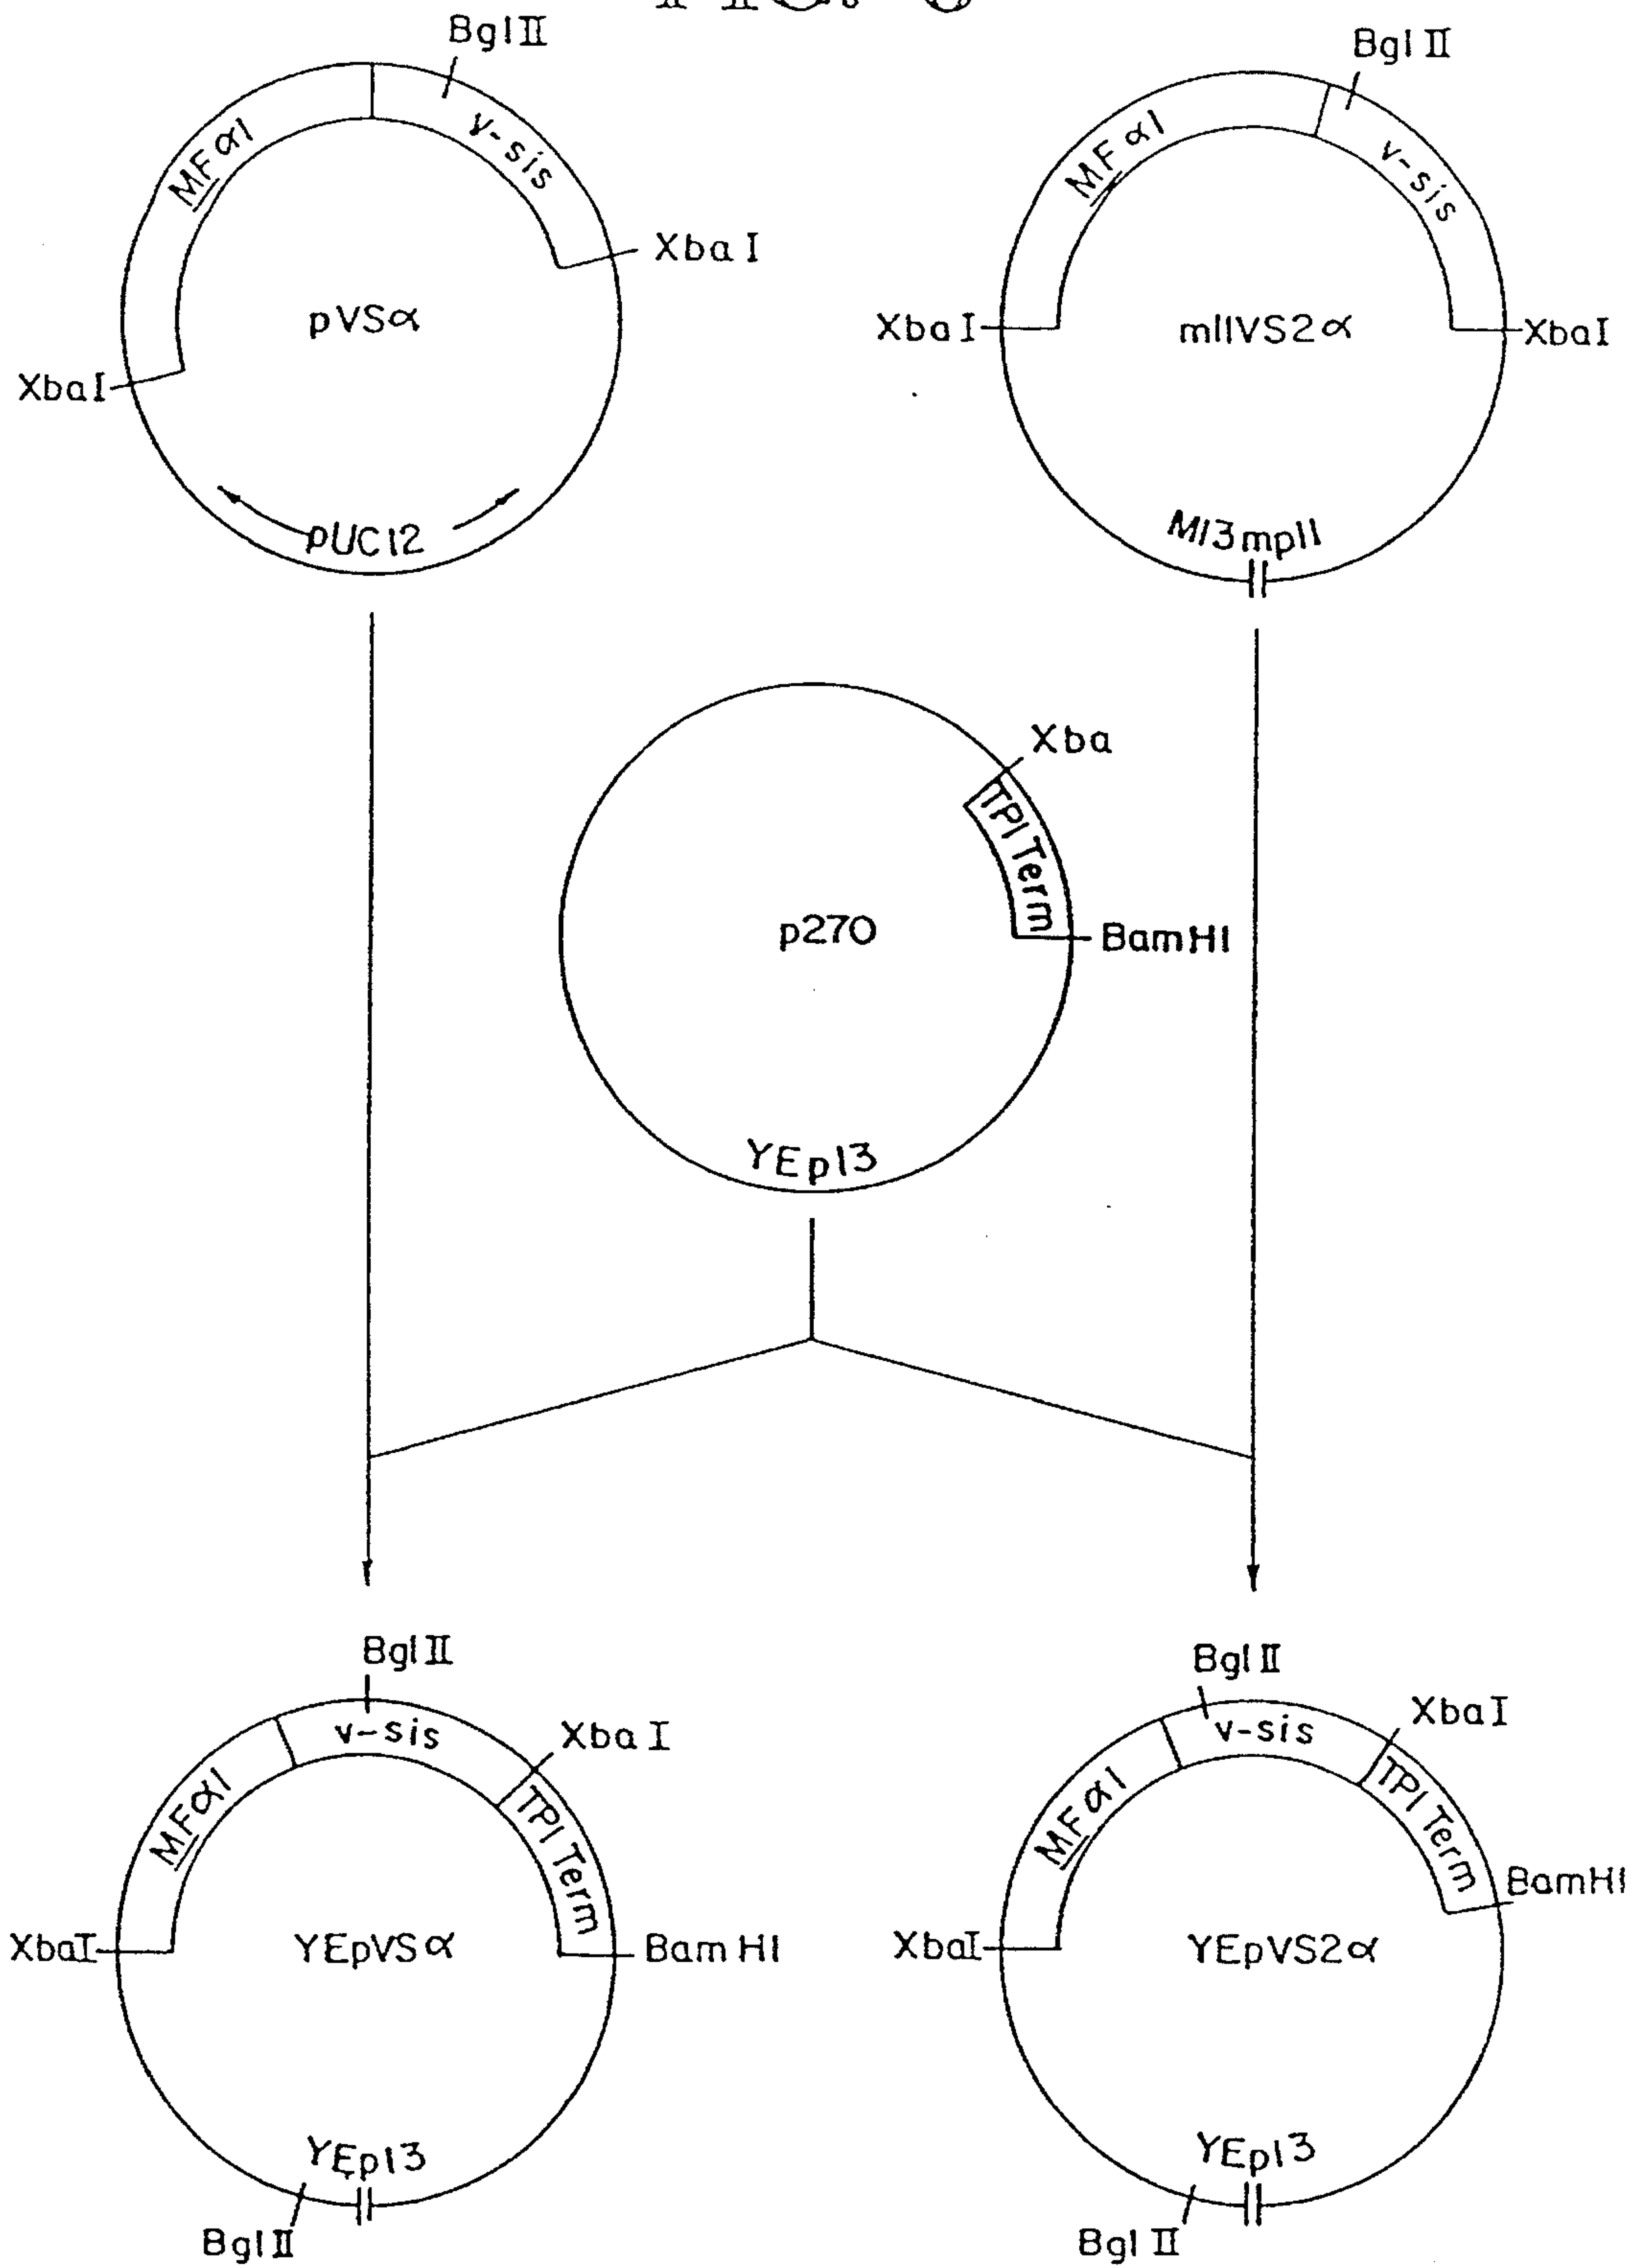 BglII
BglII
MFα1
v-sis
XbaI
XbaI
pVSα
pUC12
MFα1
v-sis
XbaI
XbaI
m11VS2α
M13mp11
Xba
TPI Term
p270
BamHI
YEp13
BglII
v-sis
XbaI
MFα1
TPI Term
XbaI
YEpVSα
BamHI
YEp13
BglII
BglII
v-sis
XbaI
MFα1
TPI Term
BamHI
XbaI
YEpVS2α
YEp13
BglII